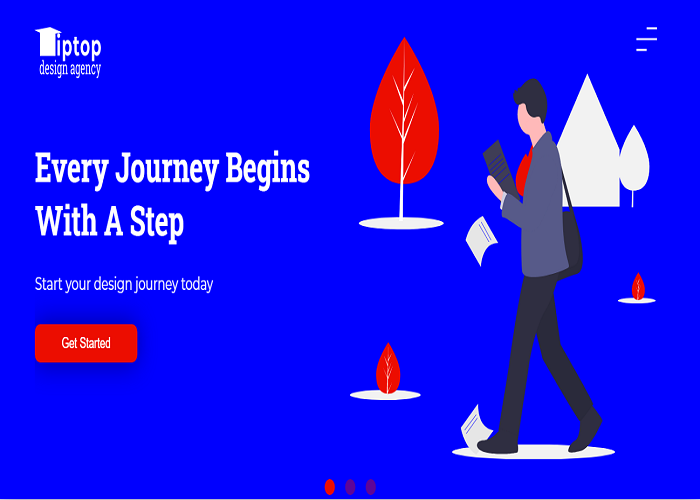 Tiptop
design agency
Every Journey Begins
With A Step
Start your design journey today
Get Started